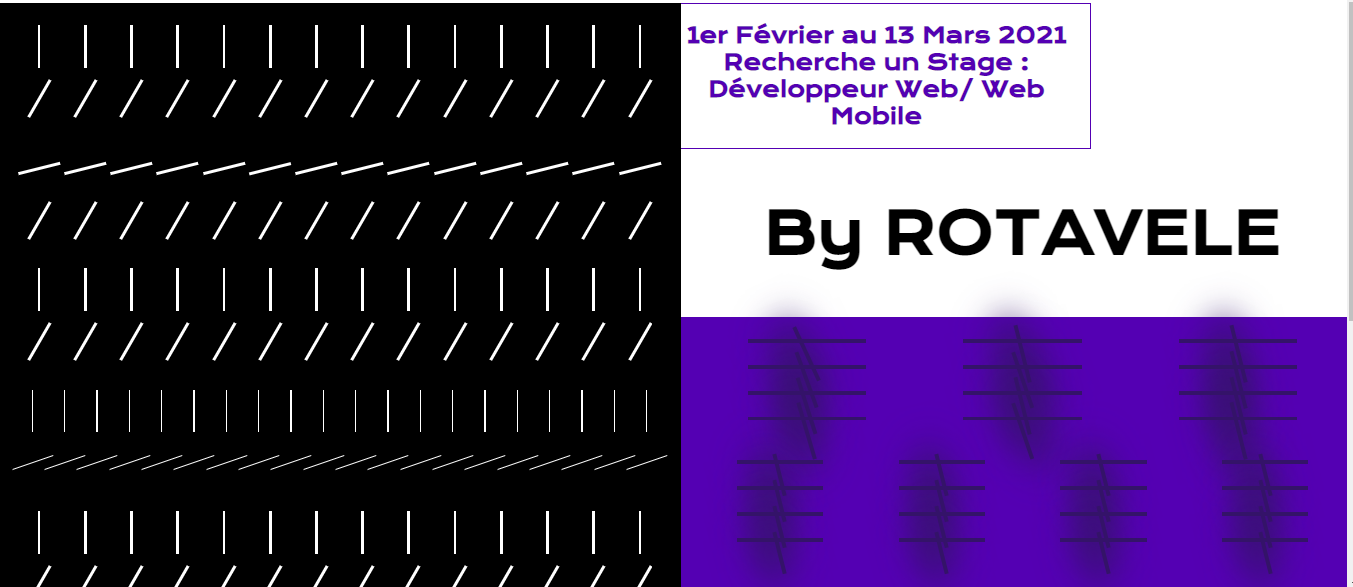 1er Février au 13 Mars 2021
Recherche un Stage :
Développeur Web/ Web
Mobile
By ROTAVELE